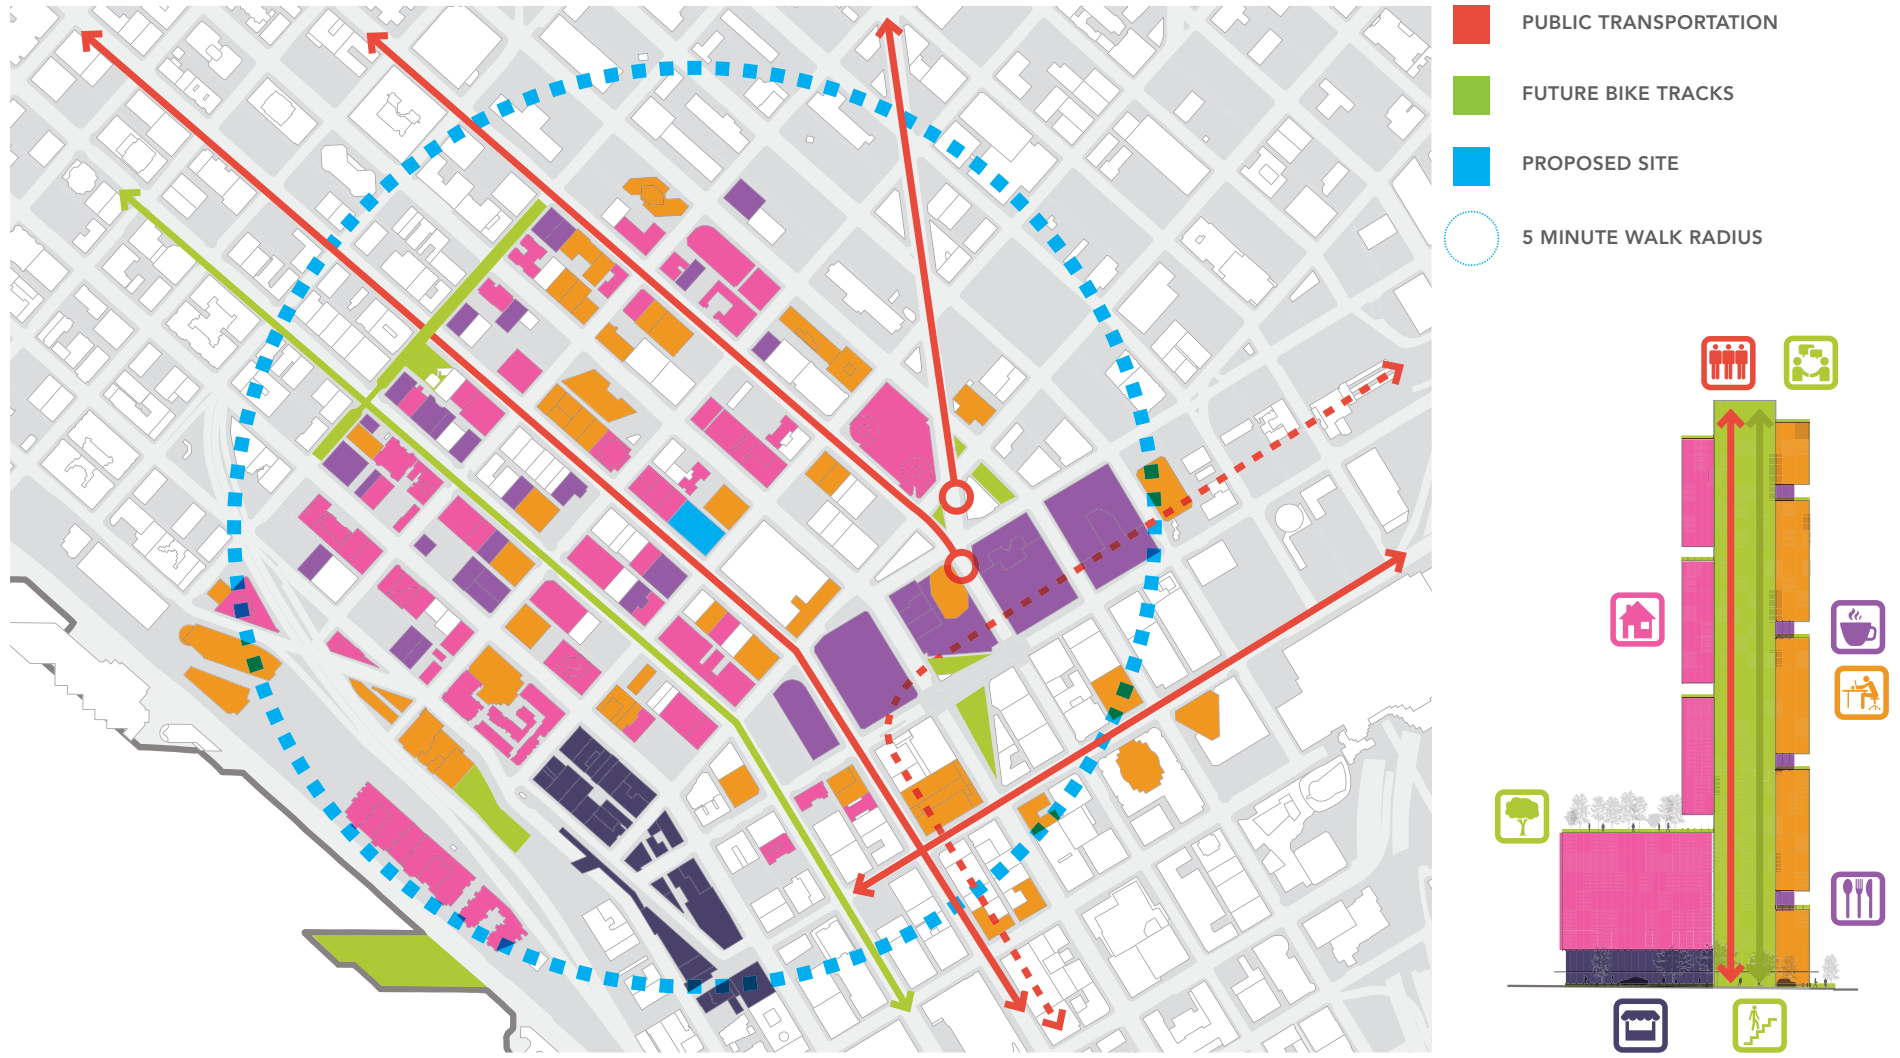 PUBLIC TRANSPORTATION
FUTURE BIKE TRACKS
PROPOSED SITE
5 MINUTE WALK RADIUS